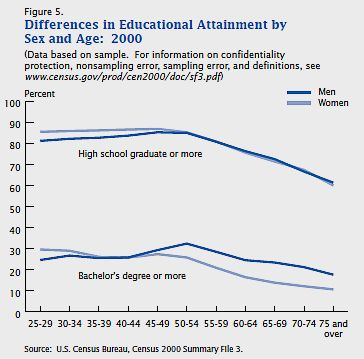 Figure 5.
Differences in Educational Attainment by
Sex and Age:  2000
(Data based on sample.  For information on confidentiality
protection, nonsampling error, sampling error, and definitions, see
www.census.gov/prod/cen2000/doc/sf3.pdf)
Percent
Men
Women
100
90
80
70
60
50
40
30
20
10
0
High school graduate or more
Bachelor's degree or more
25-29 30-34 35-39 40-44 45-49 50-54 55-59 60-64 65-69 70-74 75 and
over
Source:  U.S. Census Bureau, Census 2000 Summary File 3.